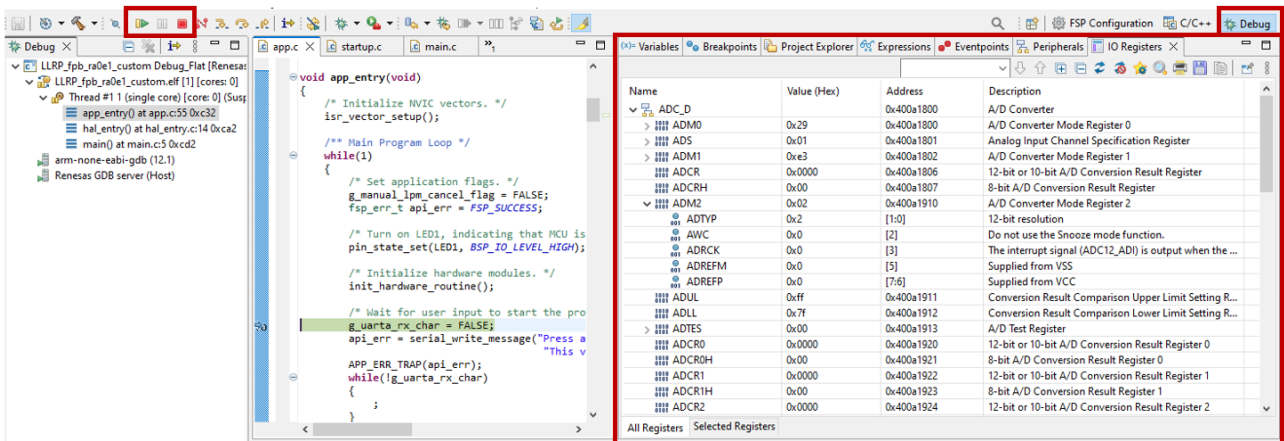 FSP Configuration C/C++ Debug
Debug
LLRP_fpb_ra0e1_custom Debug_Flat [Renesas
LLRP_fpb_ra0e1_custom.elf [1] [cores: 0]
Thread #1 1 (single core) [core: 0] (Susp
app_entry() at app.c:55 0xc32
hal_entry() at hal_entry.c:14 0xca2
main() at main.c:5 0xcd2
arm-none-eabi-gdb (12.1)
Renesas GDB server (Host)
app.c startup.c main.c »1
void app_entry(void)
{
/* Initialize NVIC vectors. */
isr_vector_setup();
/** Main Program Loop */
while(1)
{
/* Set application flags. */
g_manual_lpm_cancel_flag = FALSE;
fsp_err_t api_err = FSP_SUCCESS;
/* Turn on LED1, indicating that MCU is
pin_state_set(LED1, BSP_IO_LEVEL_HIGH);
/* Initialize hardware modules. */
init_hardware_routine();
/* Wait for user input to start the pro
g_uarta_rx_char = FALSE;
api_err = serial_write_message("Press a
"This v
APP_ERR_TRAP(api_err);
while(!g_uarta_rx_char)
{
;
}
(x)= Variables Breakpoints Project Explorer Expressions Eventpoints Peripherals IO Registers
Name Value (Hex) Address Description
ADC_D 0x400a1800 A/D Converter
ADM0 0x29 0x400a1800 A/D Converter Mode Register 0
ADS 0x01 0x400a1801 Analog Input Channel Specification Register
ADM1 0xe3 0x400a1802 A/D Converter Mode Register 1
ADCR 0x0000 0x400a1806 12-bit or 10-bit A/D Conversion Result Register
ADCRH 0x00 0x400a1807 8-bit A/D Conversion Result Register
ADM2 0x02 0x400a1910 A/D Converter Mode Register 2
ADTYP 0x2 [1:0] 12-bit resolution
AWC 0x0 [2] Do not use the Snooze mode function.
ADRCK 0x0 [3] The interrupt signal (ADC12_ADI) is output when the ...
ADREFM 0x0 [5] Supplied from VSS
ADREFP 0x0 [7:6] Supplied from VCC
ADUL 0xff 0x400a1911 Conversion Result Comparison Upper Limit Setting R...
ADLL 0x7f 0x400a1912 Conversion Result Comparison Lower Limit Setting R...
ADTES 0x00 0x400a1913 A/D Test Register
ADCR0 0x0000 0x400a1920 12-bit or 10-bit A/D Conversion Result Register 0
ADCR0H 0x00 0x400a1921 8-bit A/D Conversion Result Register 0
ADCR1 0x0000 0x400a1922 12-bit or 10-bit A/D Conversion Result Register 1
ADCR1H 0x00 0x400a1923 8-bit A/D Conversion Result Register 1
ADCR2 0x0000 0x400a1924 12-bit or 10-bit A/D Conversion Result Register 2
All Registers Selected Registers